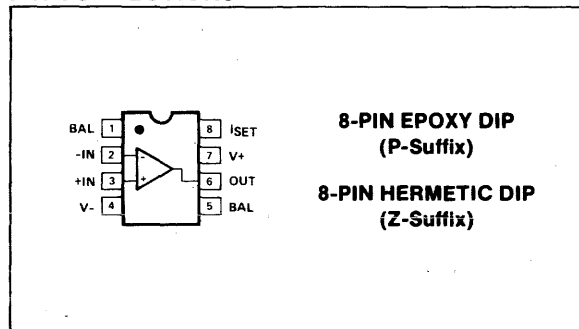 BAL 1 8 ISET
-IN 2 - 7 V+
+IN 3 + 6 OUT
V- 4 5 BAL
8-PIN EPOXY DIP
(P-Suffix)
8-PIN HERMETIC DIP
(Z-Suffix)